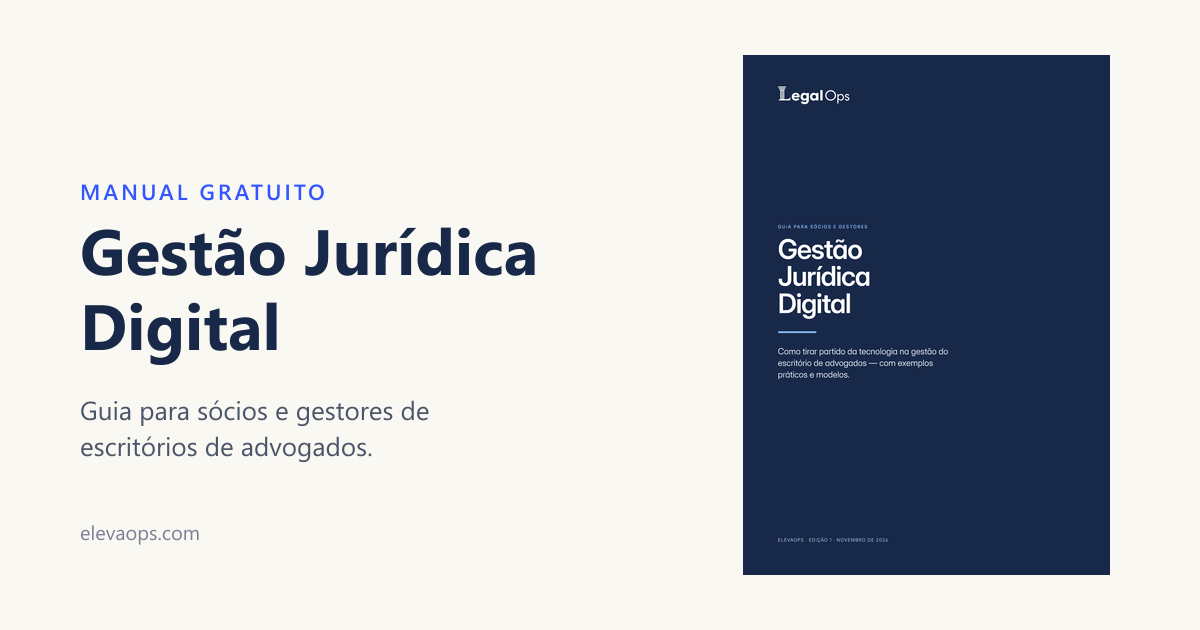 MANUAL GRATUITO
Gestão Jurídica
Digital
Guia para sócios e gestores de
escritórios de advogados.
elevaops.com
LegalOps
GUIA PARA SÓCIOS E GESTORES
Gestão
Jurídica
Digital
Como tirar partido da tecnologia na gestão do
escritório de advogados — com exemplos
práticos e modelos.
ELEVAOPS · EDIÇÃO 1 · NOVEMBRO DE 2026